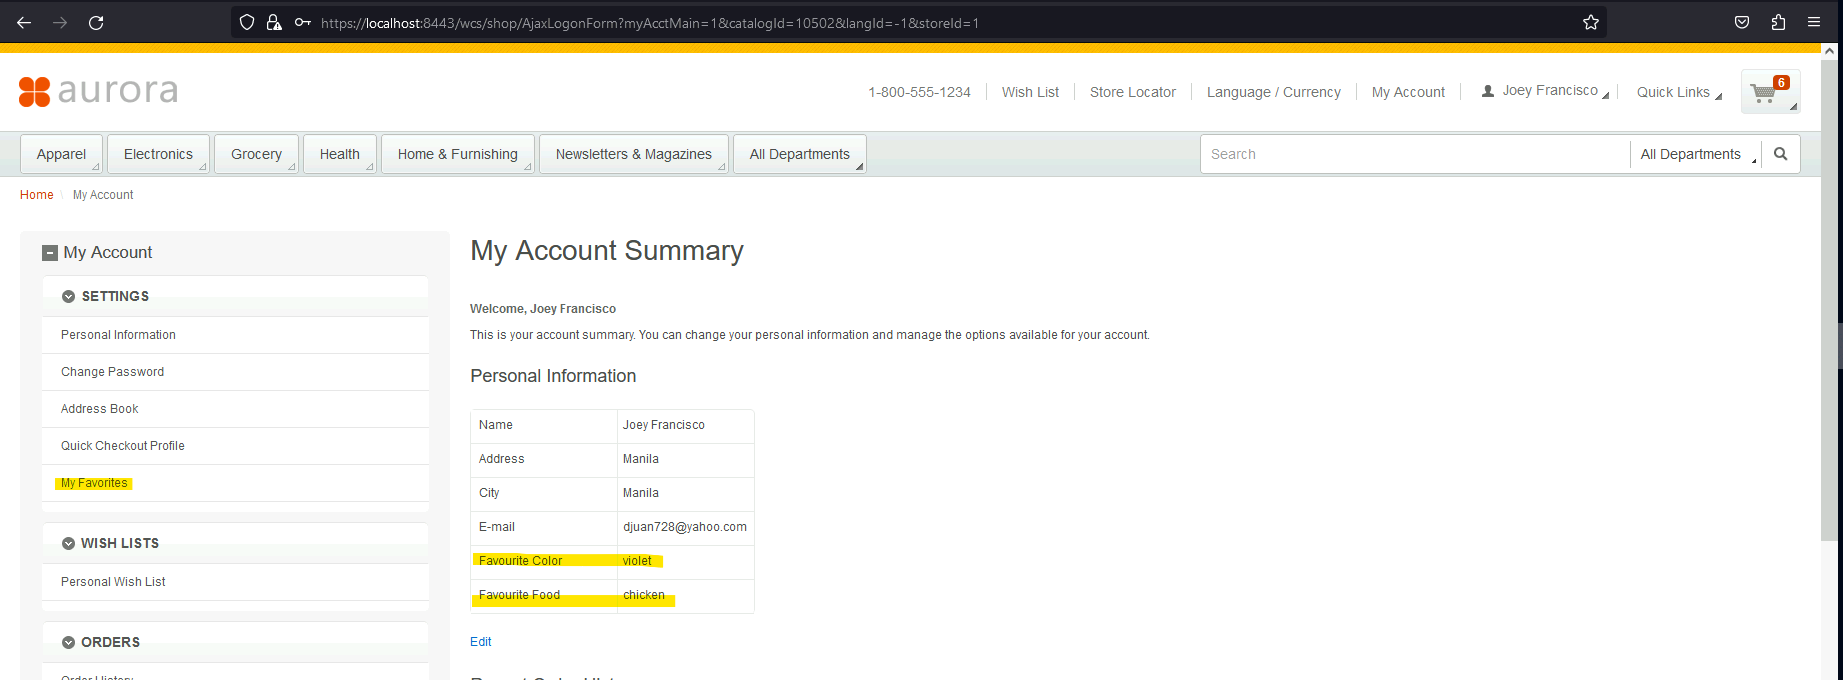 https://localhost:8443/wcs/shop/AjaxLogonForm?myAcctMain=1&catalogId=10502&langId=-1&storeId=1
aurora
1-800-555-1234
Wish List
Store Locator
Language / Currency
My Account
Joey Francisco
Quick Links
6
Apparel
Electronics
Grocery
Health
Home & Furnishing
Newsletters & Magazines
All Departments
Search
All Departments
Home \ My Account
My Account
SETTINGS
Personal Information
Change Password
Address Book
Quick Checkout Profile
My Favorites
WISH LISTS
Personal Wish List
ORDERS
Order History
My Account Summary
Welcome, Joey Francisco
This is your account summary. You can change your personal information and manage the options available for your account.
Personal Information
Name Joey Francisco
Address Manila
City Manila
E-mail djuan728@yahoo.com
Favourite Color violet
Favourite Food chicken
Edit